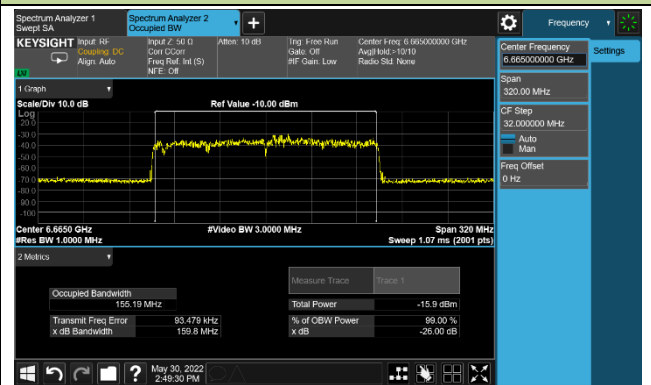 Spectrum Analyzer 1
Swept SA
Spectrum Analyzer 2
Occupied BW
Frequency
KEYSIGHT
Input: RF
Coupling: DC
Align: Auto
Input Z: 50 Ω
Corr CCorr
Freq Ref: Int (S)
NFE: Off
Atten: 10 dB
Trig: Free Run
Gate: Off
#IF Gain: Low
Center Freq: 6.665000000 GHz
Avg|Hold:>10/10
Radio Std: None
Center Frequency
6.665000000 GHz
Settings
Span
320.00 MHz
CF Step
32.000000 MHz
Auto
Man
Freq Offset
0 Hz
1 Graph
Scale/Div 10.0 dB
Ref Value -10.00 dBm
Log
-20.0
-30.0
-40.0
-50.0
-60.0
-70.0
-80.0
-90.0
-100
Center 6.6650 GHz
#Video BW 3.0000 MHz
Span 320 MHz
#Res BW 1.0000 MHz
Sweep 1.07 ms (2001 pts)
2 Metrics
Measure Trace
Trace 1
Occupied Bandwidth
155.19 MHz
Total Power
-15.9 dBm
Transmit Freq Error
93.479 kHz
% of OBW Power
99.00 %
x dB Bandwidth
159.8 MHz
x dB
-26.00 dB
May 30, 2022
2:49:30 PM